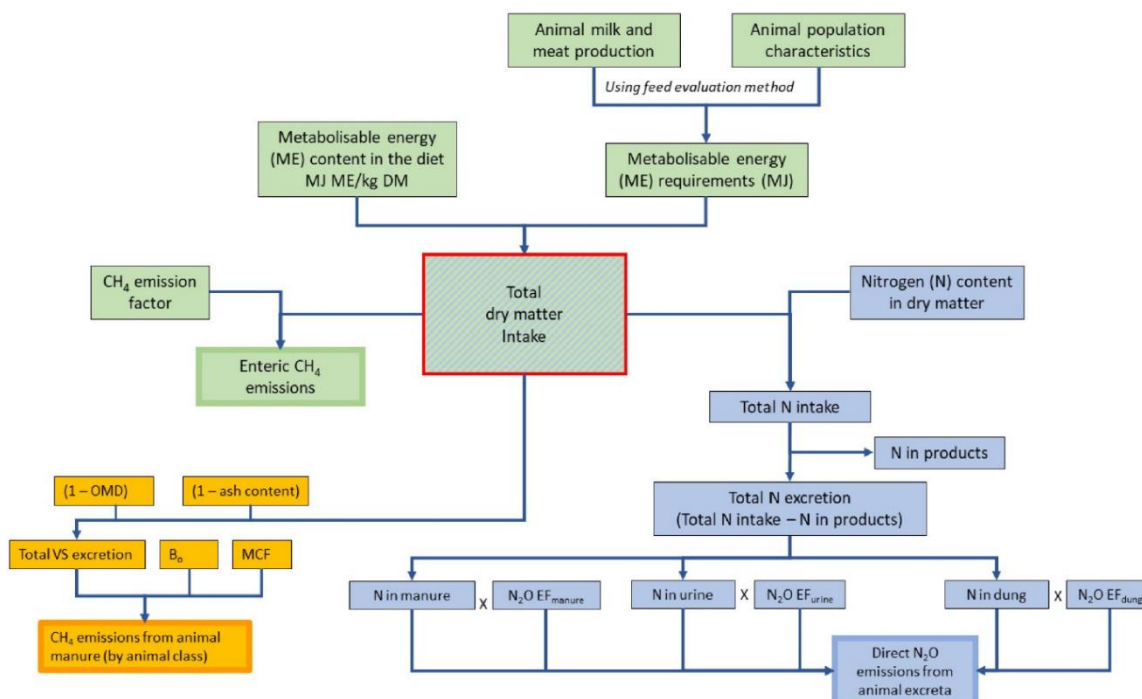 Animal milk and
meat production
Animal population
characteristics
Using feed evaluation method
Metabolisable energy
(ME) content in the diet
MJ ME/kg DM
Metabolisable energy
(ME) requirements (MJ)
CH₄ emission
factor
Total
dry matter
Intake
Nitrogen (N) content
in dry matter
Enteric CH₄
emissions
Total N intake
N in products
(1 – OMD)
(1 – ash content)
Total N excretion
(Total N intake – N in products)
Total VS excretion
B₀
MCF
N in manure
X
N₂O EFmanure
N in urine
X
N₂O EFurine
N in dung
X
N₂O EFdung
CH₄ emissions from animal
manure (by animal class)
Direct N₂O
emissions from
animal excreta